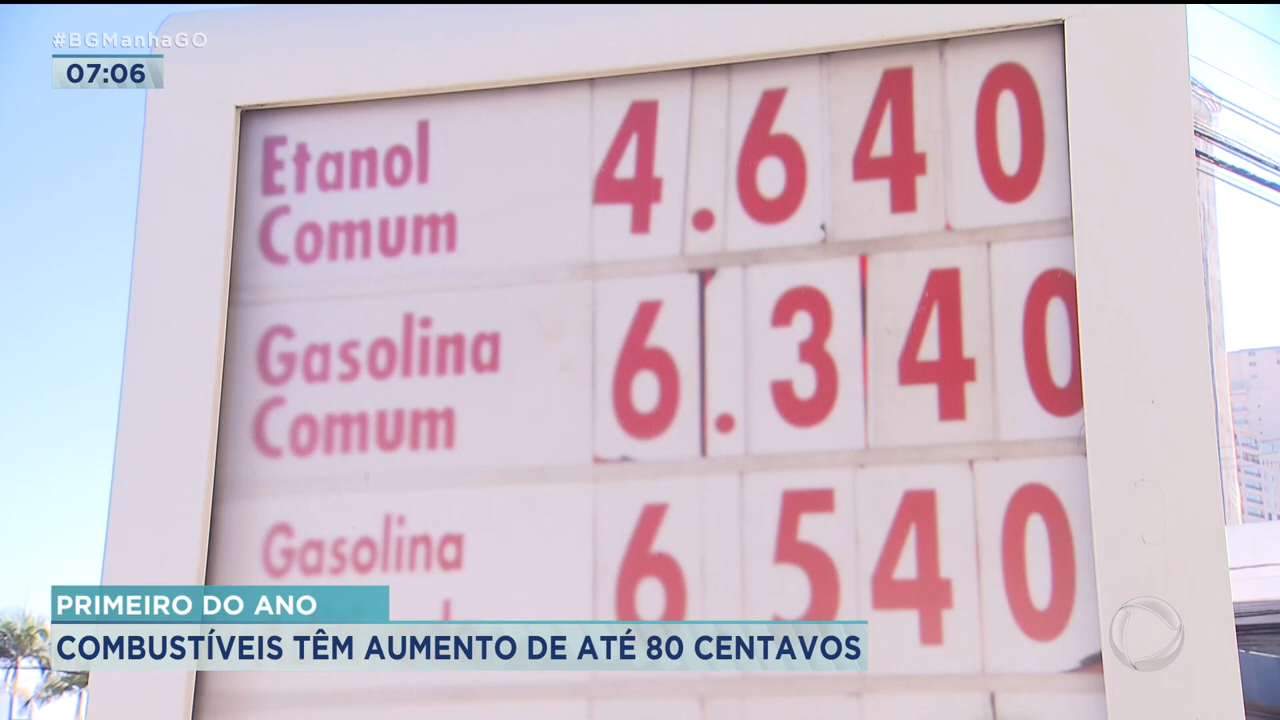 #BGManhaGO
07:06
Etanol
Comum
4.640
Gasolina
Comum
6.340
Gasolina
6.540
PRIMEIRO DO ANO
COMBUSTÍVEIS TÊM AUMENTO DE ATÉ 80 CENTAVOS